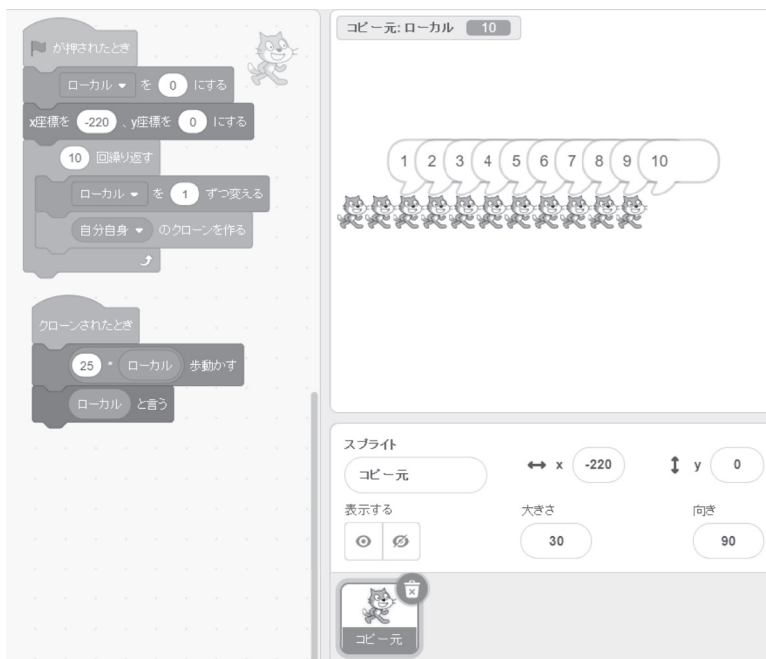 が押されたとき
ローカル を 0 にする
x座標を -220 、y座標を 0 にする
10 回繰り返す
ローカル を 1 ずつ変える
自分自身 のクローンを作る
クローンされたとき
25 * ローカル 歩動かす
ローカル と言う
コピー元: ローカル 10
1 2 3 4 5 6 7 8 9 10
スプライト
コピー元 x -220 y 0
表示する 大きさ 向き
30 90
コピー元